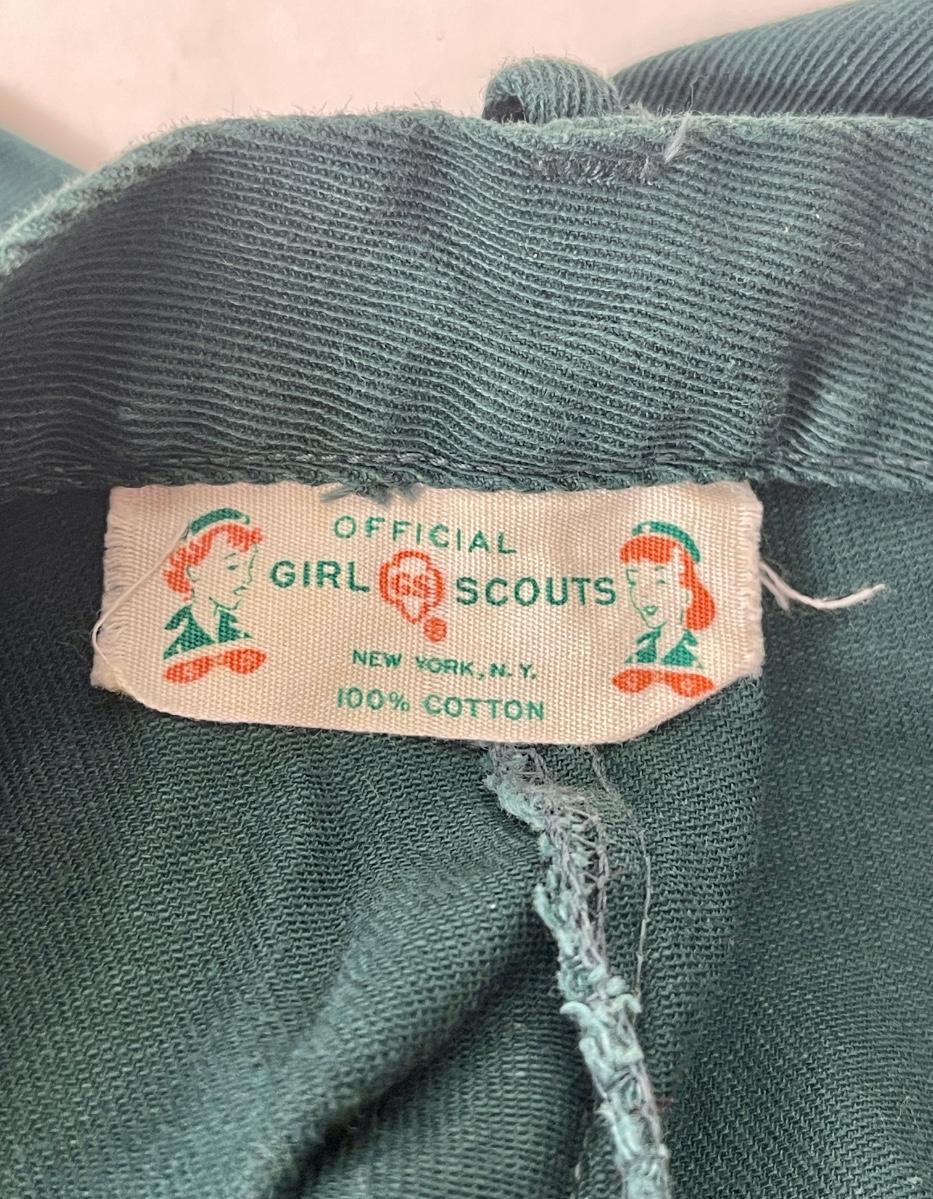 OFFICIAL
GIRL GS SCOUTS
NEW YORK, N.Y.
100% COTTON